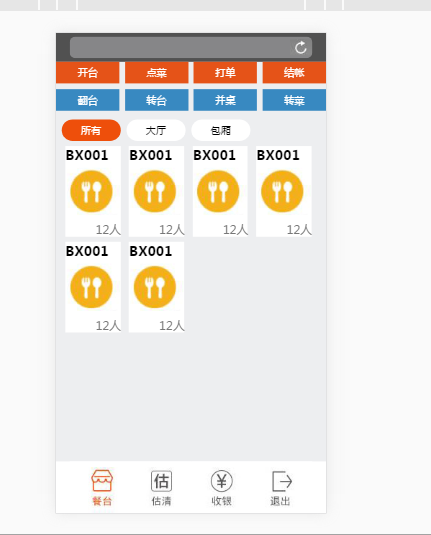 开台 点菜 打单 结帐
翻台 转台 并桌 转菜
所有 大厅 包厢
BX001 BX001 BX001 BX001
12人 12人 12人 12人
BX001 BX001
12人 12人
估
餐台 估清 收银 退出